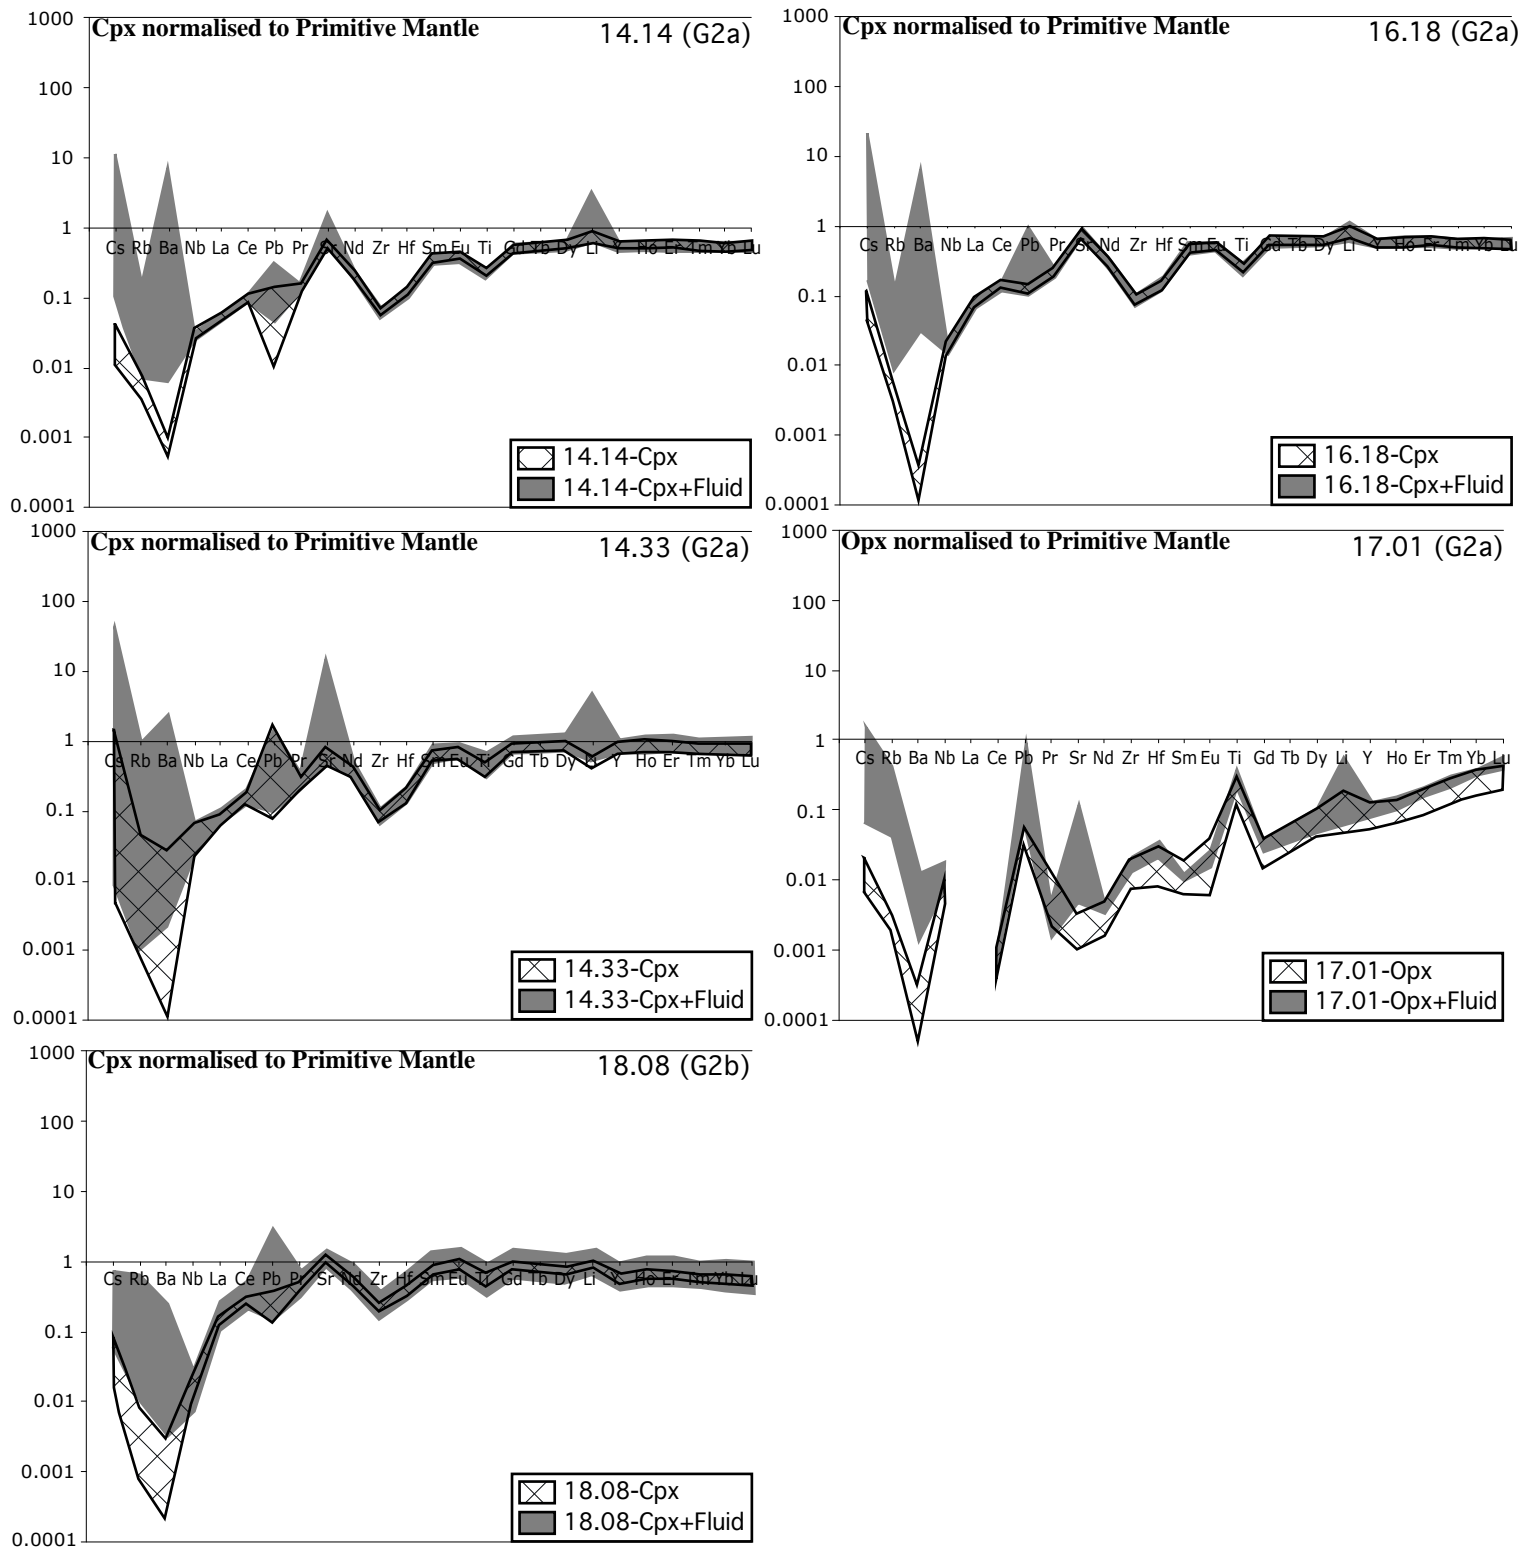 Cpx normalised to Primitive Mantle 14.14 (G2a)
1000
100
10
1
Cs Rb Ba Nb La Ce Pb Pr Sr Nd Zr Hf Sm Eu Ti Gd Tb Dy Li Y Ho Er Tm Yb Lu
0.1
0.01
0.001
0.0001
14.14-Cpx
14.14-Cpx+Fluid
Cpx normalised to Primitive Mantle 16.18 (G2a)
1000
100
10
1
Cs Rb Ba Nb La Ce Pb Pr Sr Nd Zr Hf Sm Eu Ti Gd Tb Dy Li Y Ho Er Tm Yb Lu
0.1
0.01
0.001
0.0001
16.18-Cpx
16.18-Cpx+Fluid
Cpx normalised to Primitive Mantle 14.33 (G2a)
1000
100
10
1
Cs Rb Ba Nb La Ce Pb Pr Sr Nd Zr Hf Sm Eu Ti Gd Tb Dy Li Y Ho Er Tm Yb Lu
0.1
0.01
0.001
0.0001
14.33-Cpx
14.33-Cpx+Fluid
Opx normalised to Primitive Mantle 17.01 (G2a)
1000
100
10
1
Cs Rb Ba Nb La Ce Pb Pr Sr Nd Zr Hf Sm Eu Ti Gd Tb Dy Li Y Ho Er Tm Yb Lu
0.1
0.01
0.001
0.0001
17.01-Opx
17.01-Opx+Fluid
Cpx normalised to Primitive Mantle 18.08 (G2b)
1000
100
10
1
Cs Rb Ba Nb La Ce Pb Pr Sr Nd Zr Hf Sm Eu Ti Gd Tb Dy Li Y Ho Er Tm Yb Lu
0.1
0.01
0.001
0.0001
18.08-Cpx
18.08-Cpx+Fluid